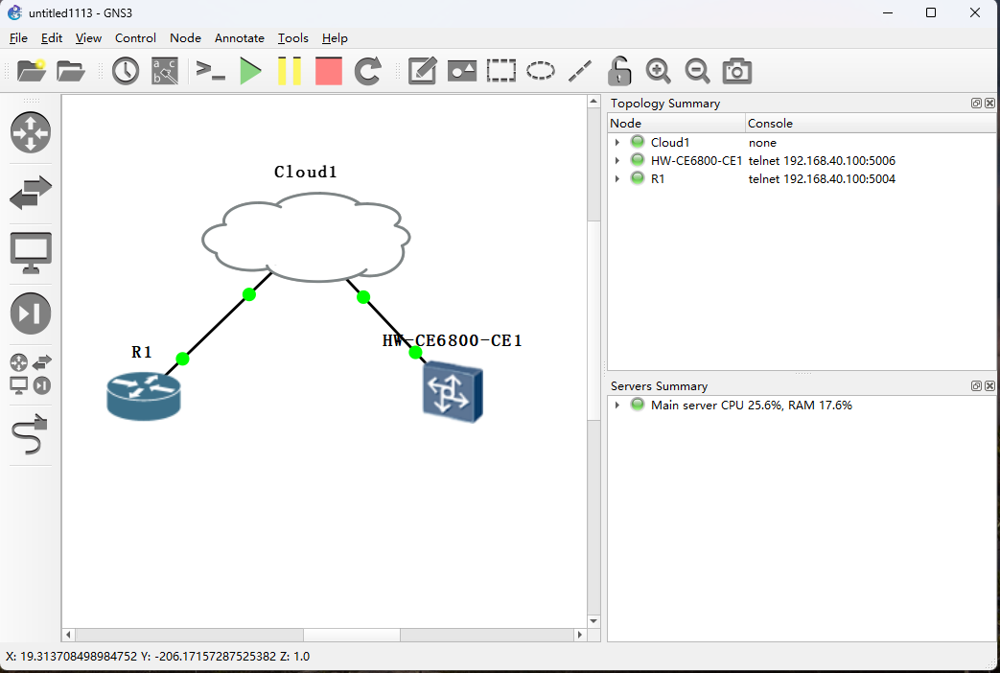 untitled1113 - GNS3
File Edit View Control Node Annotate Tools Help
a c
b
Topology Summary
Node Console
Cloud1 none
HW-CE6800-CE1 telnet 192.168.40.100:5006
R1 telnet 192.168.40.100:5004
Cloud1
HW-CE6800-CE1
R1
Servers Summary
Main server CPU 25.6%, RAM 17.6%
X: 19.313708498984752 Y: -206.17157287525382 Z: 1.0